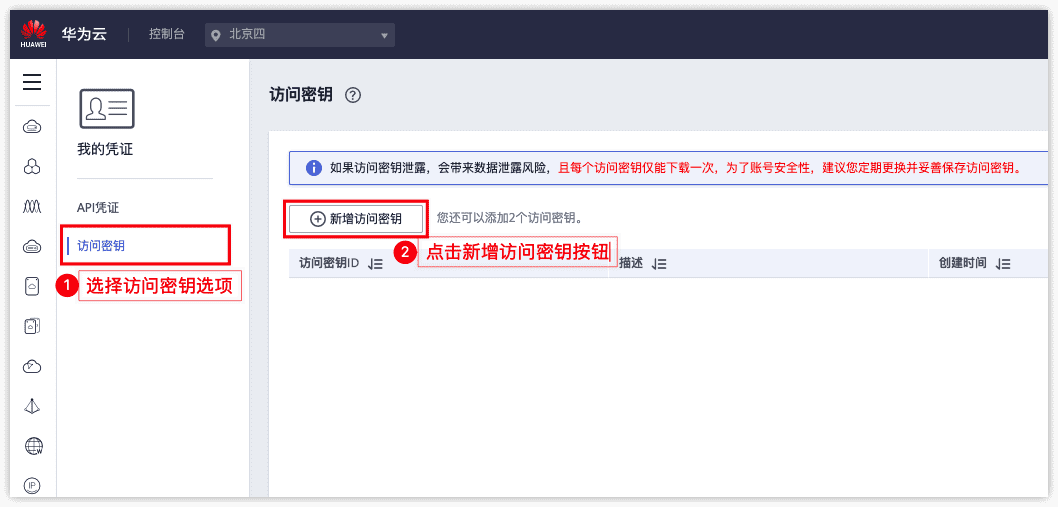 HUAWEI
华为云
控制台
北京四
我的凭证
API凭证
访问密钥
1 选择访问密钥选项
访问密钥 ?
如果访问密钥泄露，会带来数据泄露风险，且每个访问密钥仅能下载一次，为了账号安全性，建议您定期更换并妥善保存访问密钥。
新增访问密钥
您还可以添加2个访问密钥。
2 点击新增访问密钥按钮
访问密钥ID
描述
创建时间
W
IP